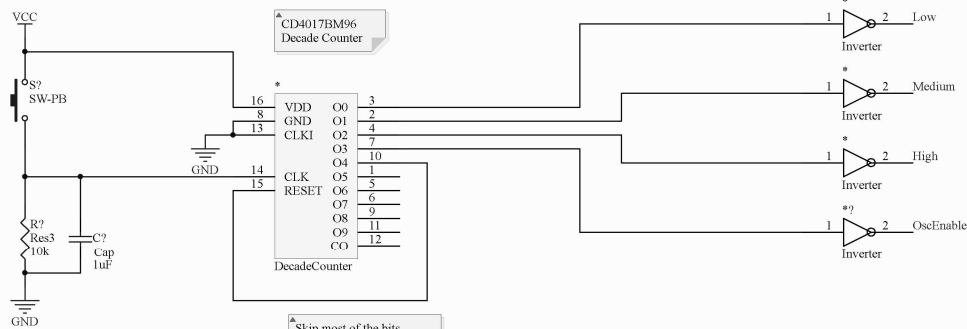 VCC
CD4017BM96
Decade Counter
S?
SW-PB
*
16 VDD O0 3
8 GND O1 2
13 CLKI O2 4
O3 7
O4 10
14 CLK O5 1
15 RESET O6 5
O7 6
O8 9
O9 11
CO 12
DecadeCounter
GND
R?
Res3
10k
C?
Cap
1uF
GND
Skip most of the bits
*
1 2 Low
Inverter
*
1 2 Medium
Inverter
*
1 2 High
Inverter
*?
1 2 OscEnable
Inverter